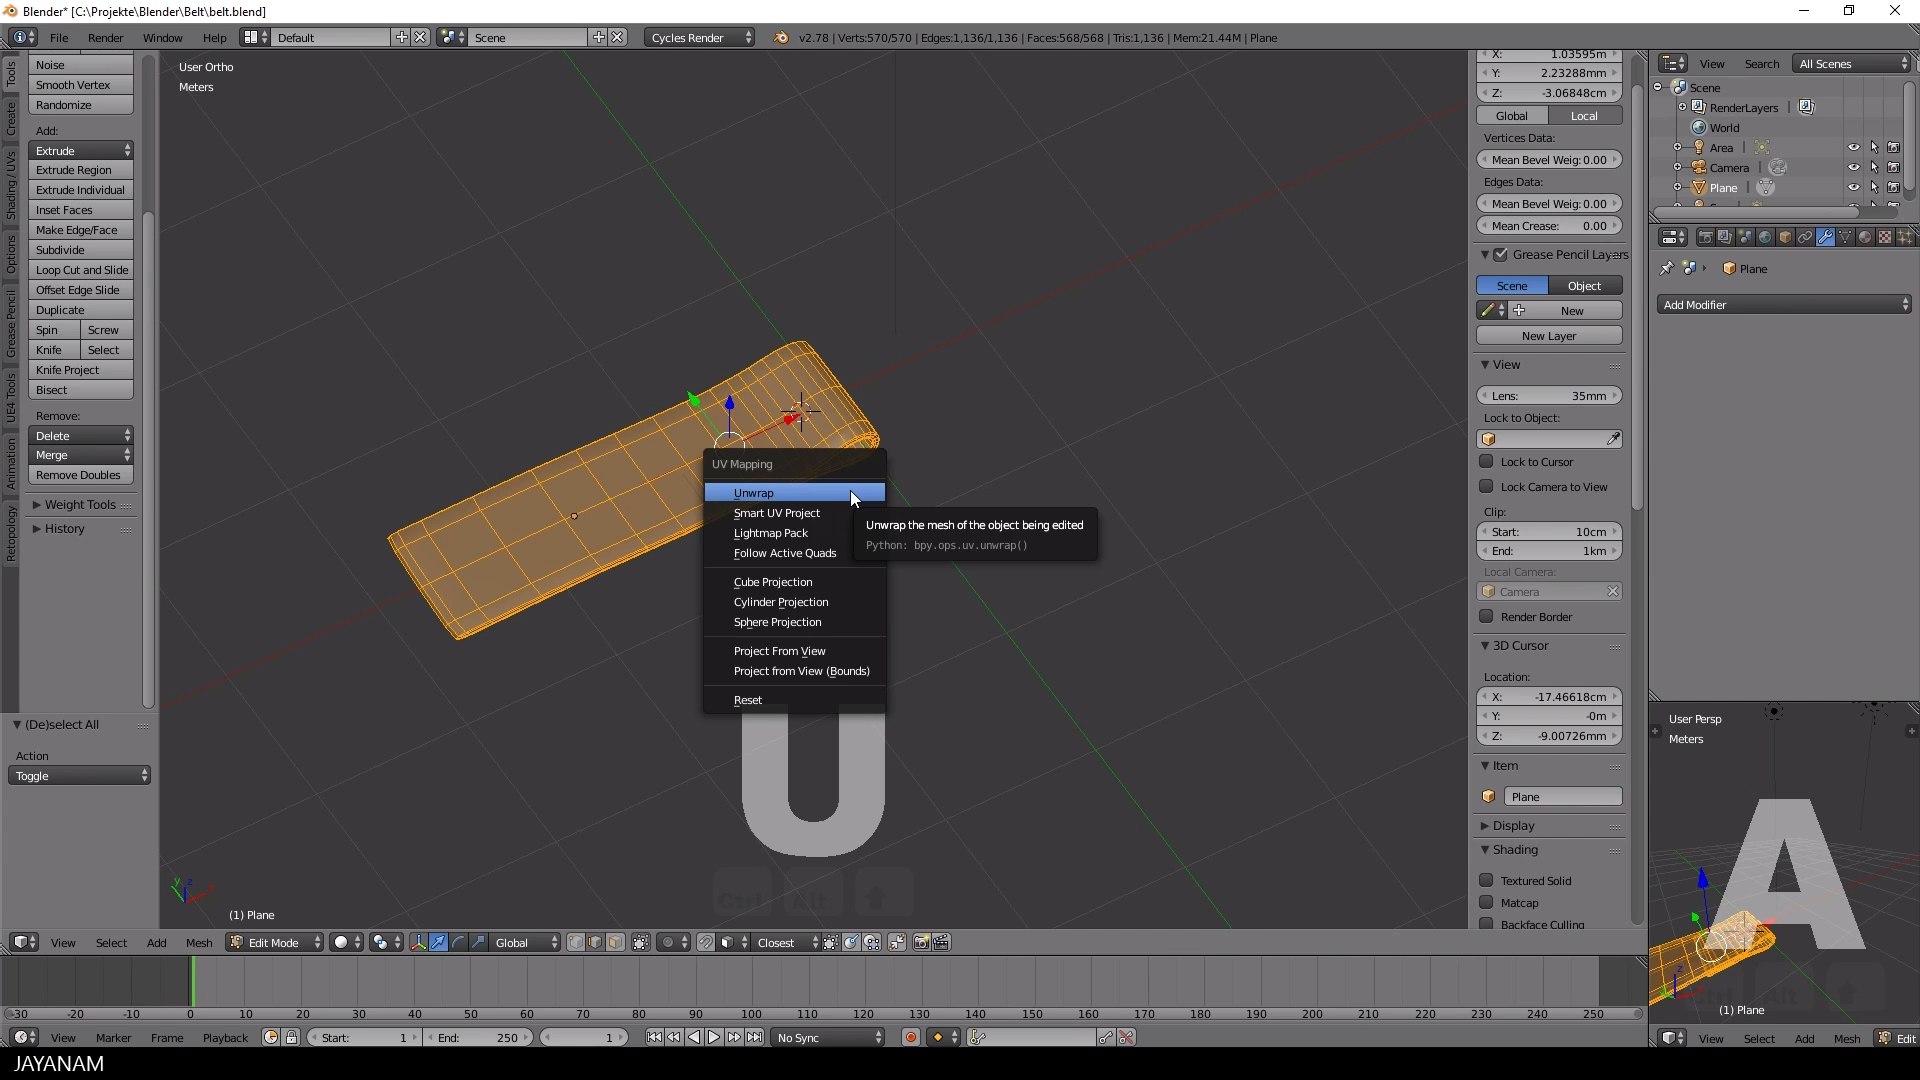 Blender* [C:\Projekte\Blender\Belt\belt.blend]
File Render Window Help Default Scene Cycles Render v2.78 | Verts:570/570 | Edges:1,136/1,136 | Faces:568/568 | Tris:1,136 | Mem:21.44M | Plane
Tools
Create
Shading / UVs
Options
Grease Pencil
UE4 Tools
Animation
Retopology
Noise
Smooth Vertex
Randomize
Add:
Extrude
Extrude Region
Extrude Individual
Inset Faces
Make Edge/Face
Subdivide
Loop Cut and Slide
Offset Edge Slide
Duplicate
Spin Screw
Knife Select
Knife Project
Bisect
Remove:
Delete
Merge
Remove Doubles
Weight Tools
History
(De)select All
Action
Toggle
User Ortho
Meters
UV Mapping
Unwrap
Smart UV Project
Lightmap Pack
Follow Active Quads
Cube Projection
Cylinder Projection
Sphere Projection
Project From View
Project from View (Bounds)
Reset
Unwrap the mesh of the object being edited
Python: bpy.ops.uv.unwrap()
U
Ctrl Alt
(1) Plane
X: 1.03595m
Y: 2.23288mm
Z: -3.06848cm
Global Local
Vertices Data:
Mean Bevel Weig: 0.00
Edges Data:
Mean Bevel Weig: 0.00
Mean Crease: 0.00
Grease Pencil Layers
Scene Object
New
New Layer
View
Lens: 35mm
Lock to Object:
Lock to Cursor
Lock Camera to View
Clip:
Start: 10cm
End: 1km
Local Camera:
Camera
Render Border
3D Cursor
Location:
X: -17.46618cm
Y: -0m
Z: -9.00726mm
Item
Plane
Display
Shading
Textured Solid
Matcap
Backface Culling
View Search All Scenes
Scene
RenderLayers
World
Area
Camera
Plane
Plane
Add Modifier
User Persp
Meters
A
Alt
(1) Plane
View Select Add Mesh Edit Mode Global Closest
-30 -20 -10 0 10 20 30 40 50 60 70 80 90 100 110 120 130 140 150 160 170 180 190 200 210 220 230 240 250
View Marker Frame Playback Start: 1 End: 250 1 No Sync
View Select Add Mesh Edit
JAYANAM